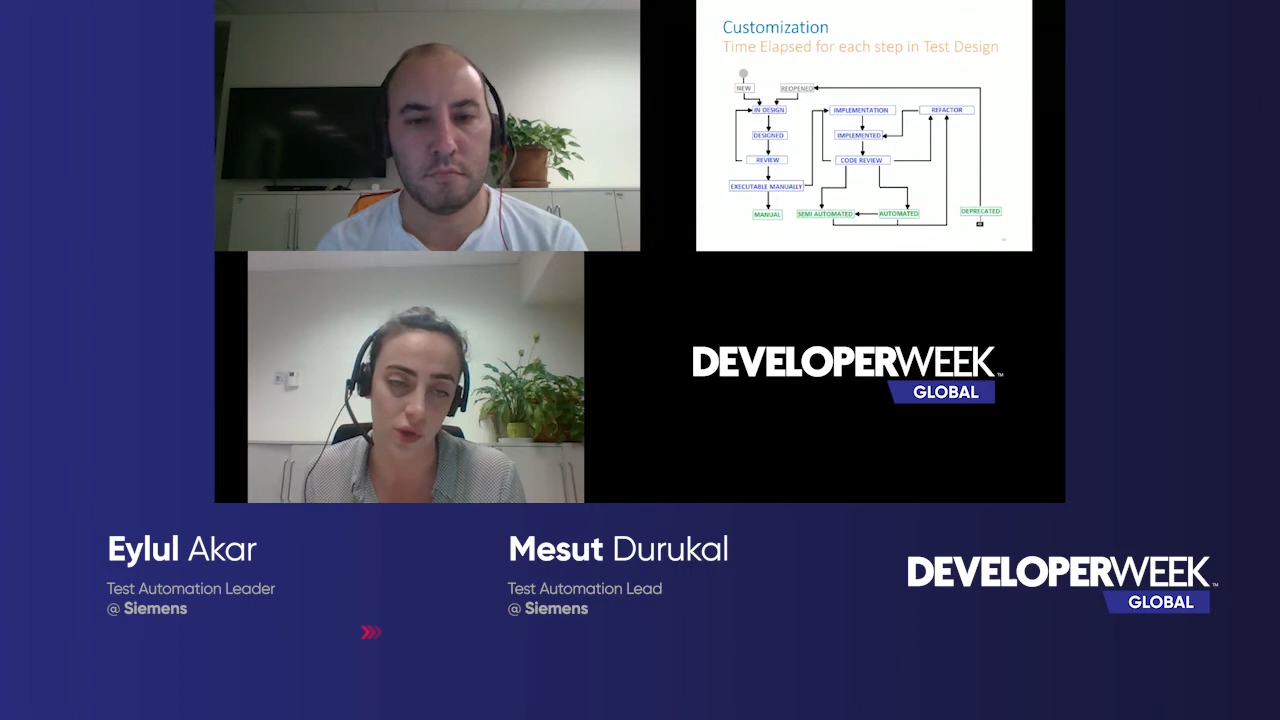 Customization
Time Elapsed for each step in Test Design
NEW
REOPENED
IN DESIGN
IMPLEMENTATION
REFACTOR
DESIGNED
IMPLEMENTED
REVIEW
CODE REVIEW
EXECUTABLE MANUALLY
MANUAL
SEMI AUTOMATED
AUTOMATED
DEPRECATED
DEVELOPERWEEK™
GLOBAL
Eylul Akar
Test Automation Leader
@ Siemens
Mesut Durukal
Test Automation Lead
@ Siemens
DEVELOPERWEEK™
GLOBAL